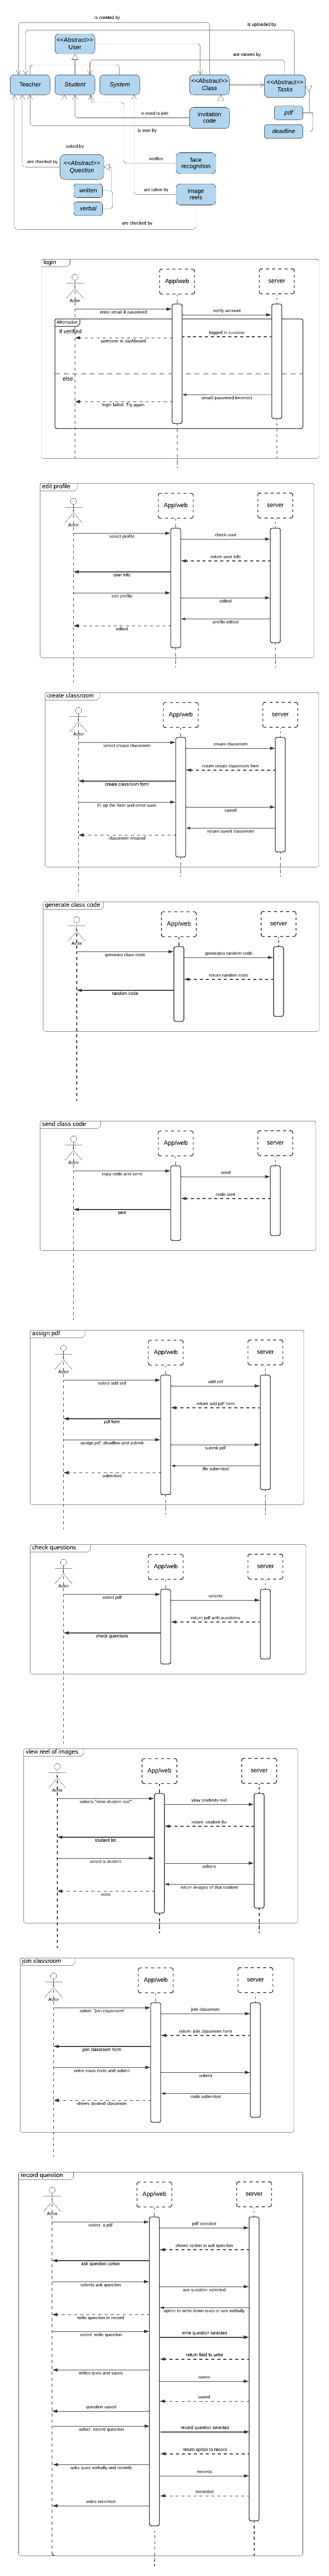 is created by
is uploaded by
<<Abstract>>
User
are viewed by
Teacher
Student
System
<<Abstract>>
Class
<<Abstract>>
Tasks
is used to join
invitation
code
pdf
is sent by
deadline
asked by
are checked by
<<Abstract>>
Question
verifies
face
recognition
written
are taken by
image
reels
verbal
are checked by
login
App/web
server
Actor
enter email & password
verify account
Alternative
if verified
logged in success
welcome to dashboard
else
email/ password incorrect
login failed. Try again
edit profile
App/web
server
Actor
select profile
check user
return user info
user info
edit profile
edited
profile edited
edited
create classroom
App/web
server
Actor
select create classroom
create classroom
return create classroom form
create classroom form
fill up the form and enter save
saved
return saved classroom
classroom created
generate class code
App/web
server
Actor
generate class code
generates random code
return random code
random code
send class code
App/web
server
Actor
copy code and send
send
code sent
sent
assign pdf
App/web
server
Actor
select add pdf
add pdf
return add pdf form
pdf form
assign pdf ,deadline and submit
submit pdf
file submitted
submitted
check questions
App/web
server
Actor
select pdf
selects
return pdf with questions
check questions
view reel of images
App/web
server
Actor
selects "view student reel"
view students reel
return student list
student list
select a student
selects
return images of that student
views
join classroom
App/web
server
Actor
select "join classroom"
join classroom
return join classroom form
join classroom form
enter class code and submit
submit
code submitted
shows desired classroom
record question
App/web
server
Actor
select a pdf
pdf selected
shows option to ask question
ask question option
selects ask question
ask question selected
option to write down ques or ask verbally
write question or record
select write question
write question selected
return field to write
writes ques and saves
saves
saved
question saved
select record question
record question selected
return option to record
asks ques verbally and records
records
recorded
voice recorded